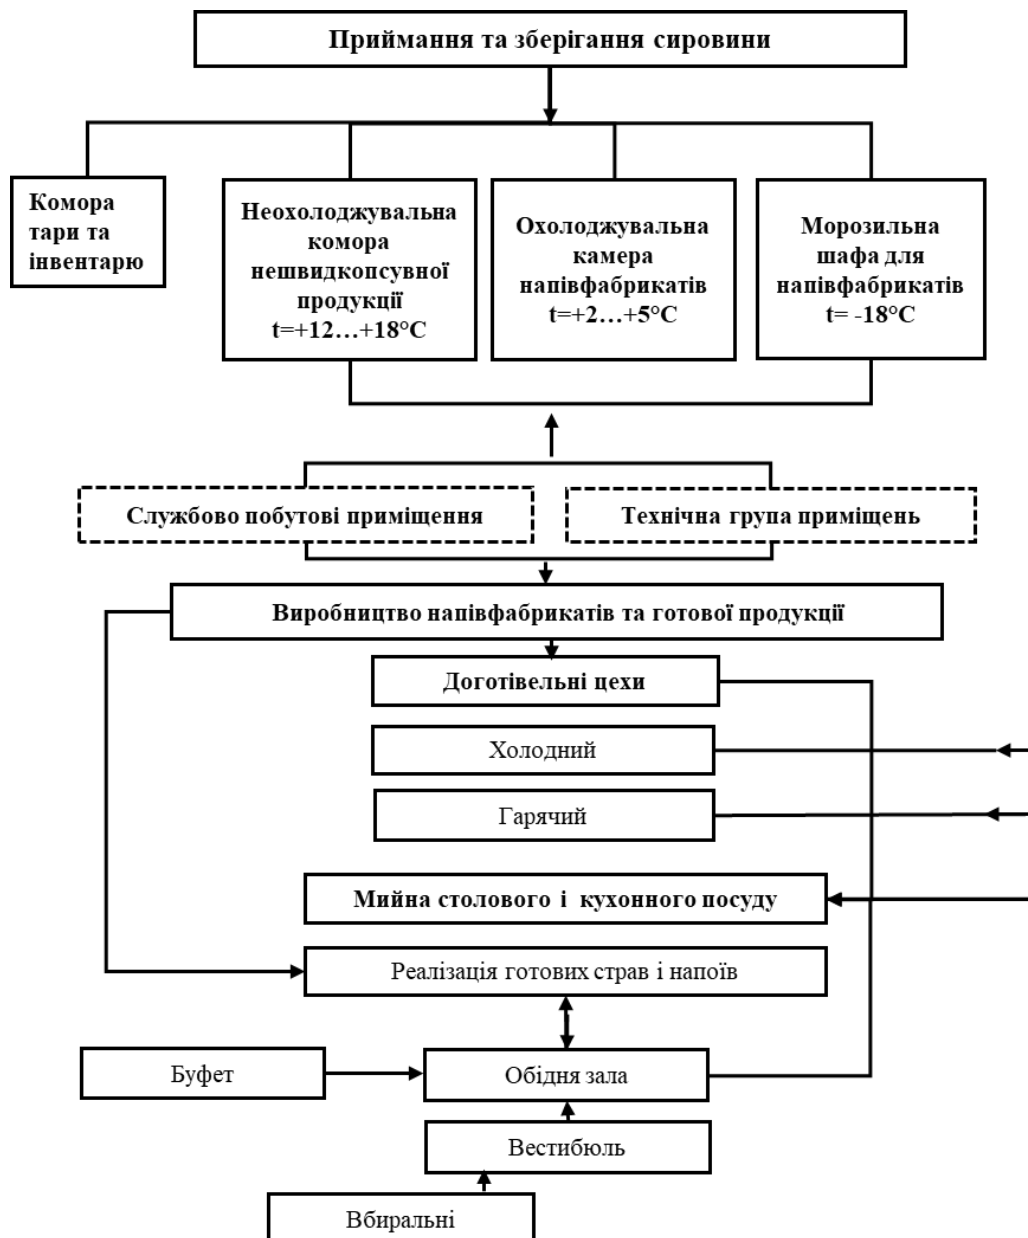 Приймання та зберігання сировини
Комора
тари та
інвентарю
Неохолоджувальна
комора
нешвидкопсувної
продукції
t=+12…+18°C
Охолоджувальна
камера
напівфабрикатів
t=+2…+5°C
Морозильна
шафа для
напівфабрикатів
t= -18°C
Службово побутові приміщення
Технічна група приміщень
Виробництво напівфабрикатів та готової продукції
Доготівельні цехи
Холодний
Гарячий
Мийна столового і кухонного посуду
Реалізація готових страв і напоїв
Буфет
Обідня зала
Вестибюль
Вбиральні